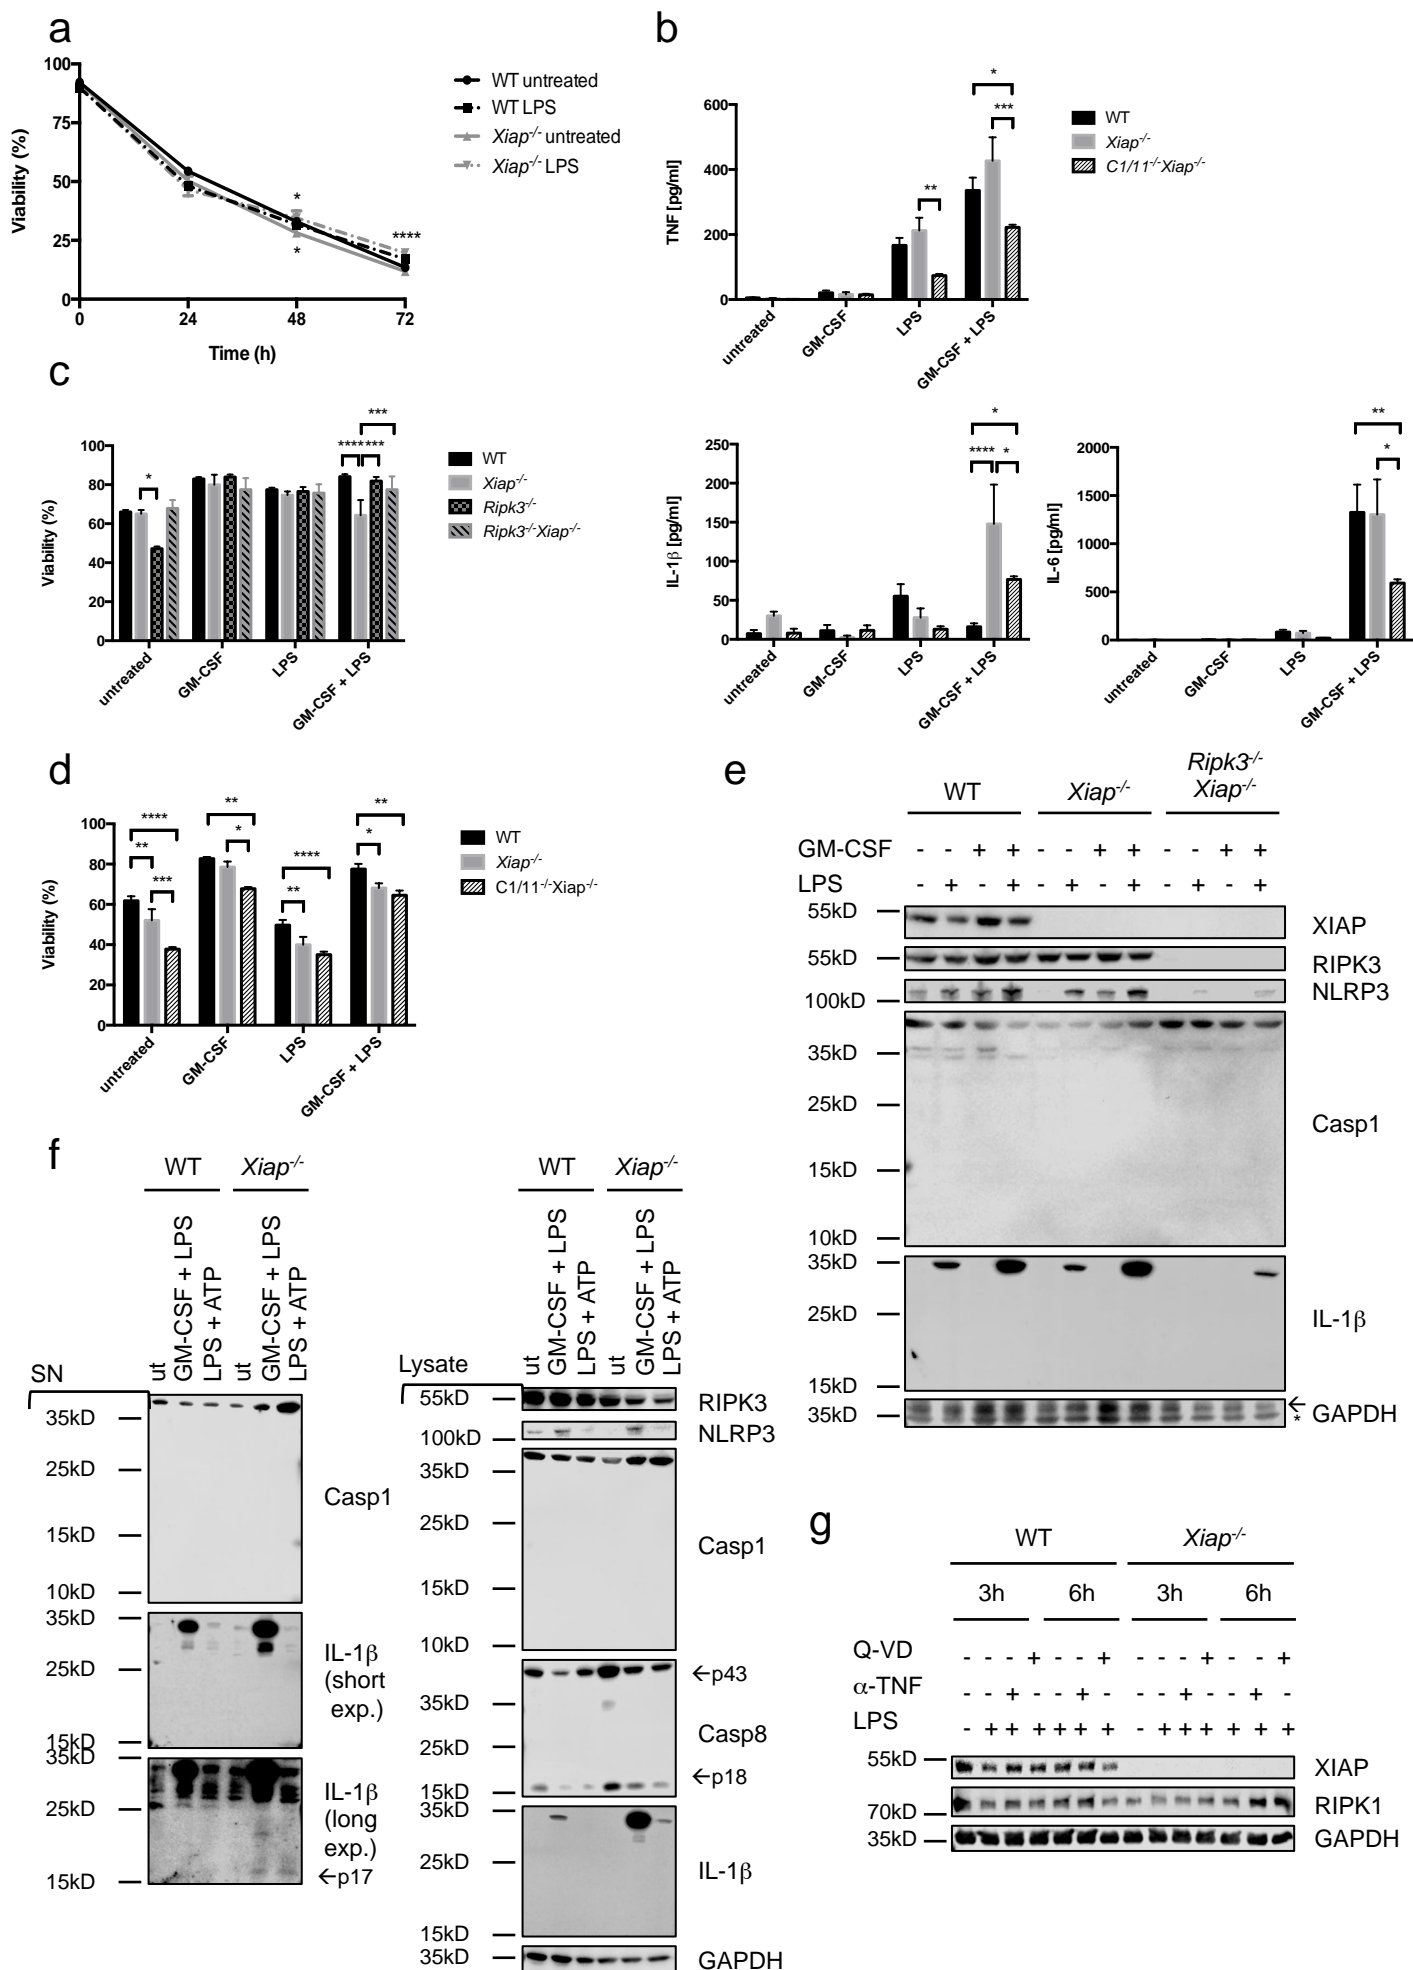 a
100
75
50
25
0
Viability (%)
0 24 48 72
Time (h)
*
*
****
WT untreated
WT LPS
Xiap-/- untreated
Xiap-/- LPS
b
600
400
200
0
TNF [pg/ml]
*
***
**
untreated
GM-CSF
LPS
GM-CSF + LPS
WT
Xiap-/-
C1/11-/-Xiap-/-
250
200
150
100
50
0
IL-1β [pg/ml]
*
**** *
untreated
GM-CSF
LPS
GM-CSF + LPS
2000
1500
1000
500
0
IL-6 [pg/ml]
**
*
untreated
GM-CSF
LPS
GM-CSF + LPS
c
100
80
60
40
20
0
Viability (%)
*
***
**** ***
untreated
GM-CSF
LPS
GM-CSF + LPS
WT
Xiap-/-
Ripk3-/-
Ripk3-/-Xiap-/-
d
100
80
60
40
20
0
Viability (%)
****
**
***
**
*
****
**
**
*
untreated
GM-CSF
LPS
GM-CSF + LPS
WT
Xiap-/-
C1/11-/-Xiap-/-
e
WT Xiap-/- Ripk3-/- Xiap-/-
GM-CSF - - + + - - + + - - + +
LPS - + - + - + - + - + - +
55kD XIAP
55kD RIPK3
100kD NLRP3
35kD
25kD
Casp1
15kD
10kD
35kD
25kD
IL-1β
15kD
35kD ← * GAPDH
f
WT Xiap-/-
ut
GM-CSF + LPS
LPS + ATP
ut
GM-CSF + LPS
LPS + ATP
SN
35kD
25kD
Casp1
15kD
10kD
35kD
25kD
IL-1β
(short
exp.)
15kD
35kD
25kD
IL-1β
(long
exp.)
←p17
15kD
WT Xiap-/-
ut
GM-CSF + LPS
LPS + ATP
ut
GM-CSF + LPS
LPS + ATP
Lysate
55kD RIPK3
100kD NLRP3
35kD
25kD
Casp1
15kD
10kD
←p43
35kD
Casp8
25kD
←p18
15kD
35kD
25kD
IL-1β
15kD
35kD GAPDH
g
WT Xiap-/-
3h 6h 3h 6h
Q-VD - - - + - - + - - - + - - +
α-TNF - - + - - + - - - + - - + -
LPS - + + + + + + - + + + + + +
55kD XIAP
70kD RIPK1
35kD GAPDH